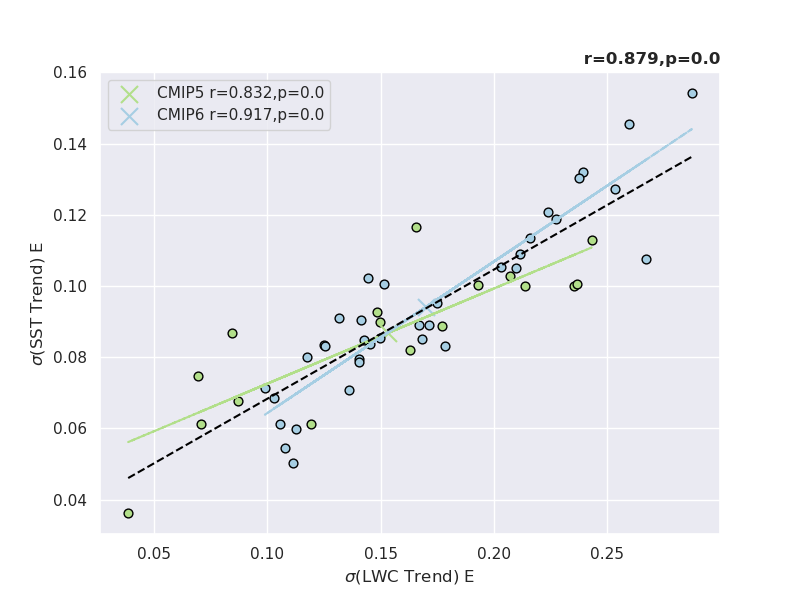 r=0.879,p=0.0
CMIP5 r=0.832,p=0.0
CMIP6 r=0.917,p=0.0
0.16
0.14
0.12
0.10
0.08
0.06
0.04
σ(SST Trend) E
0.05 0.10 0.15 0.20 0.25
σ(LWC Trend) E